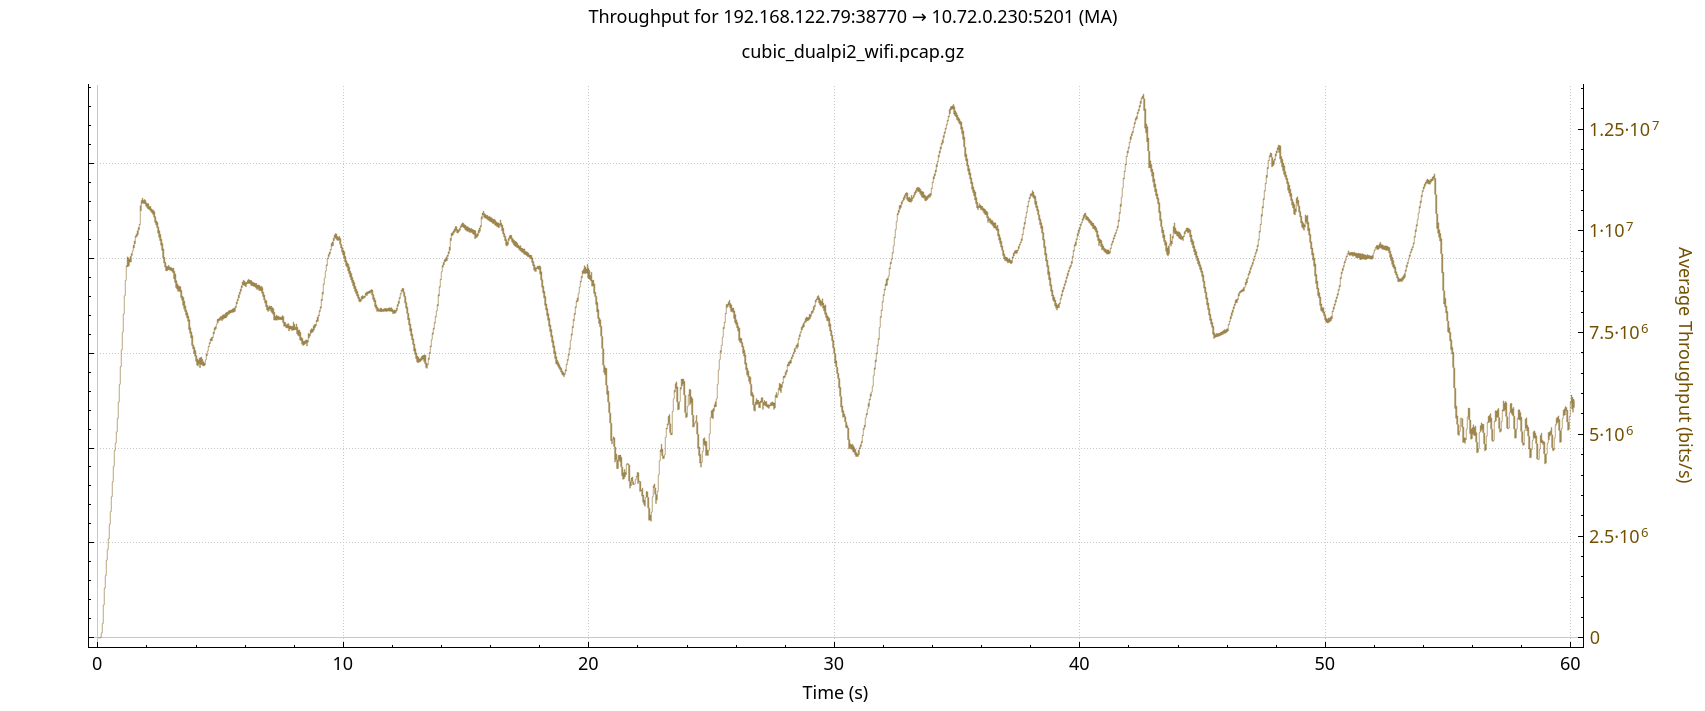 Throughput for 192.168.122.79:38770 → 10.72.0.230:5201 (MA)
cubic_dualpi2_wifi.pcap.gz
1.25·10⁷
1·10⁷
7.5·10⁶
5·10⁶
2.5·10⁶
0
Average Throughput (bits/s)
0 10 20 30 40 50 60
Time (s)